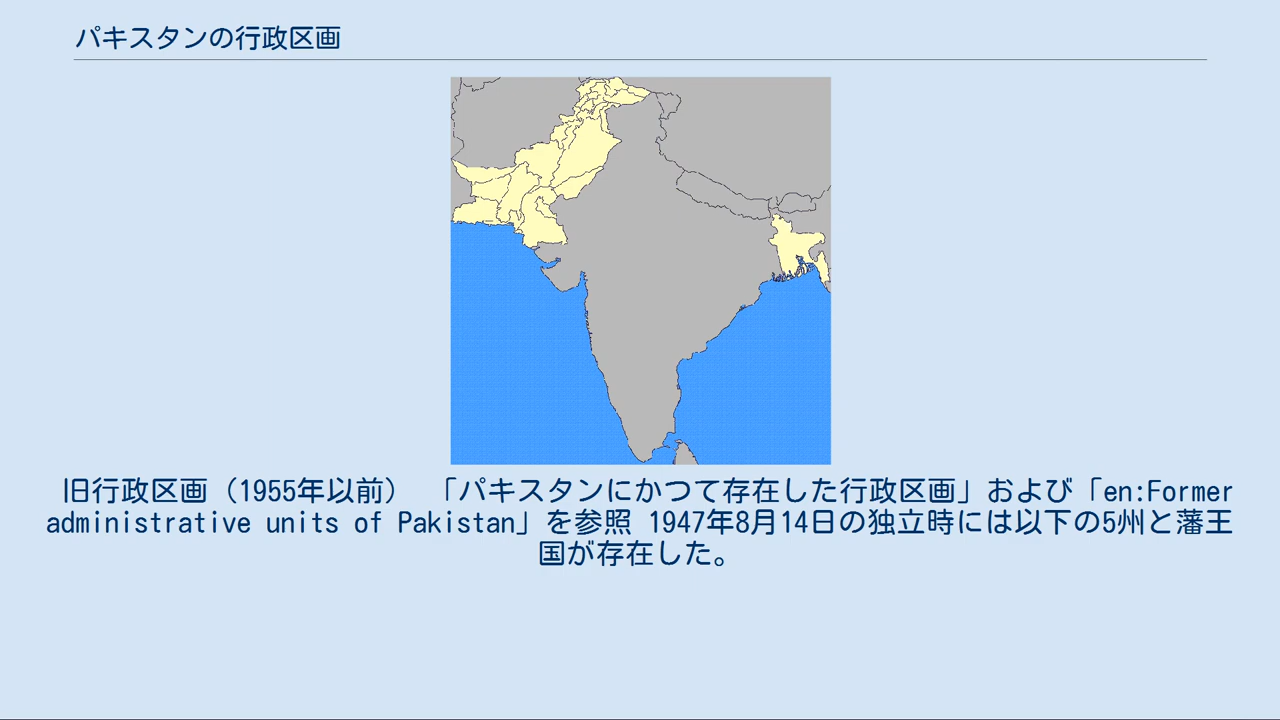 パキスタンの行政区画
旧行政区画（1955年以前）　「パキスタンにかつて存在した行政区画」および「en:Former
administrative units of Pakistan」を参照 1947年8月14日の独立時には以下の5州と藩王
国が存在した。